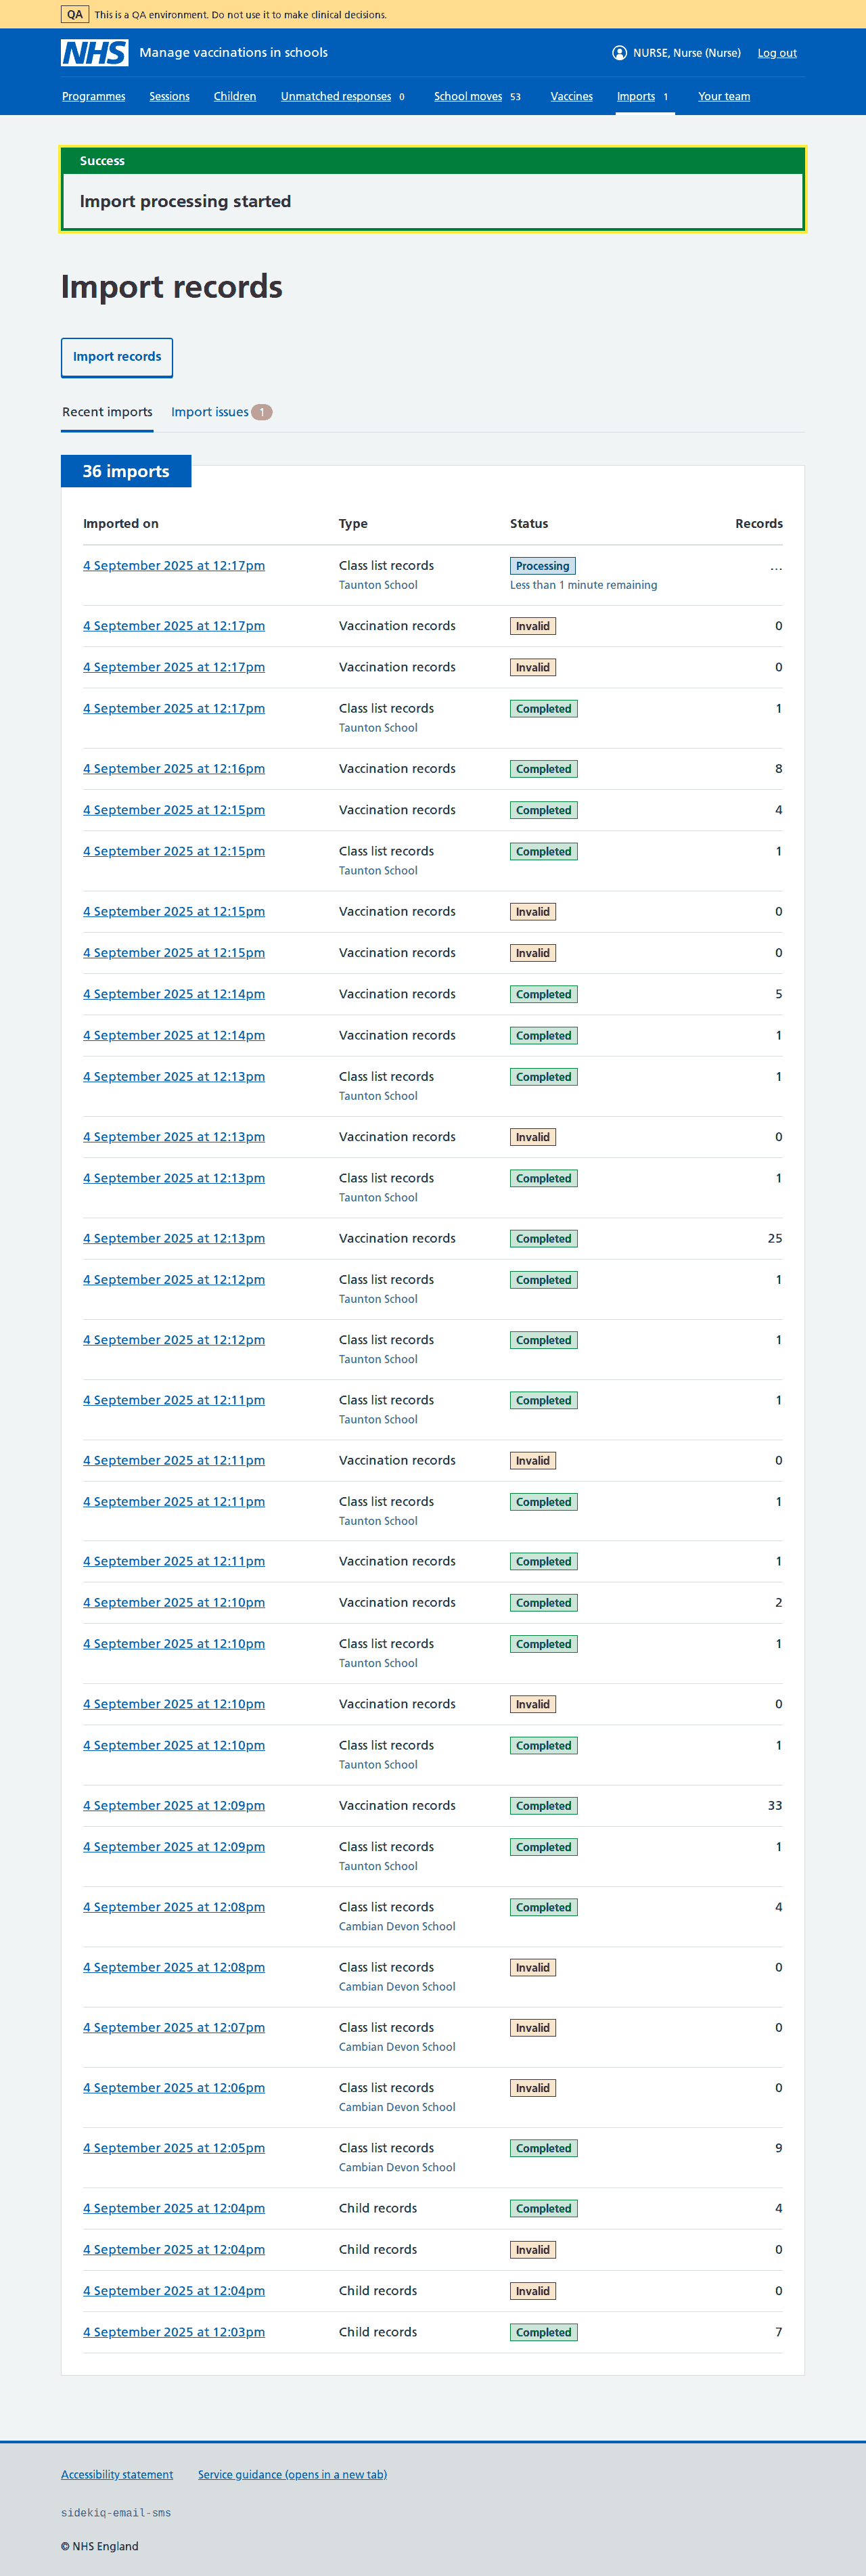 QA This is a QA environment. Do not use it to make clinical decisions.
NHS Manage vaccinations in schools NURSE, Nurse (Nurse) Log out
Programmes Sessions Children Unmatched responses 0 School moves 53 Vaccines Imports 1 Your team
Success
Import processing started
Import records
Import records
Recent imports Import issues 1
36 imports
Imported on Type Status Records
4 September 2025 at 12:17pm Class list records Processing ...
Taunton School Less than 1 minute remaining
4 September 2025 at 12:17pm Vaccination records Invalid 0
4 September 2025 at 12:17pm Vaccination records Invalid 0
4 September 2025 at 12:17pm Class list records Completed 1
Taunton School
4 September 2025 at 12:16pm Vaccination records Completed 8
4 September 2025 at 12:15pm Vaccination records Completed 4
4 September 2025 at 12:15pm Class list records Completed 1
Taunton School
4 September 2025 at 12:15pm Vaccination records Invalid 0
4 September 2025 at 12:15pm Vaccination records Invalid 0
4 September 2025 at 12:14pm Vaccination records Completed 5
4 September 2025 at 12:14pm Vaccination records Completed 1
4 September 2025 at 12:13pm Class list records Completed 1
Taunton School
4 September 2025 at 12:13pm Vaccination records Invalid 0
4 September 2025 at 12:13pm Class list records Completed 1
Taunton School
4 September 2025 at 12:13pm Vaccination records Completed 25
4 September 2025 at 12:12pm Class list records Completed 1
Taunton School
4 September 2025 at 12:12pm Class list records Completed 1
Taunton School
4 September 2025 at 12:11pm Class list records Completed 1
Taunton School
4 September 2025 at 12:11pm Vaccination records Invalid 0
4 September 2025 at 12:11pm Class list records Completed 1
Taunton School
4 September 2025 at 12:11pm Vaccination records Completed 1
4 September 2025 at 12:10pm Vaccination records Completed 2
4 September 2025 at 12:10pm Class list records Completed 1
Taunton School
4 September 2025 at 12:10pm Vaccination records Invalid 0
4 September 2025 at 12:10pm Class list records Completed 1
Taunton School
4 September 2025 at 12:09pm Vaccination records Completed 33
4 September 2025 at 12:09pm Class list records Completed 1
Taunton School
4 September 2025 at 12:08pm Class list records Completed 4
Cambian Devon School
4 September 2025 at 12:08pm Class list records Invalid 0
Cambian Devon School
4 September 2025 at 12:07pm Class list records Invalid 0
Cambian Devon School
4 September 2025 at 12:06pm Class list records Invalid 0
Cambian Devon School
4 September 2025 at 12:05pm Class list records Completed 9
Cambian Devon School
4 September 2025 at 12:04pm Child records Completed 4
4 September 2025 at 12:04pm Child records Invalid 0
4 September 2025 at 12:04pm Child records Invalid 0
4 September 2025 at 12:03pm Child records Completed 7
Accessibility statement Service guidance (opens in a new tab)
sidekiq-email-sms
© NHS England